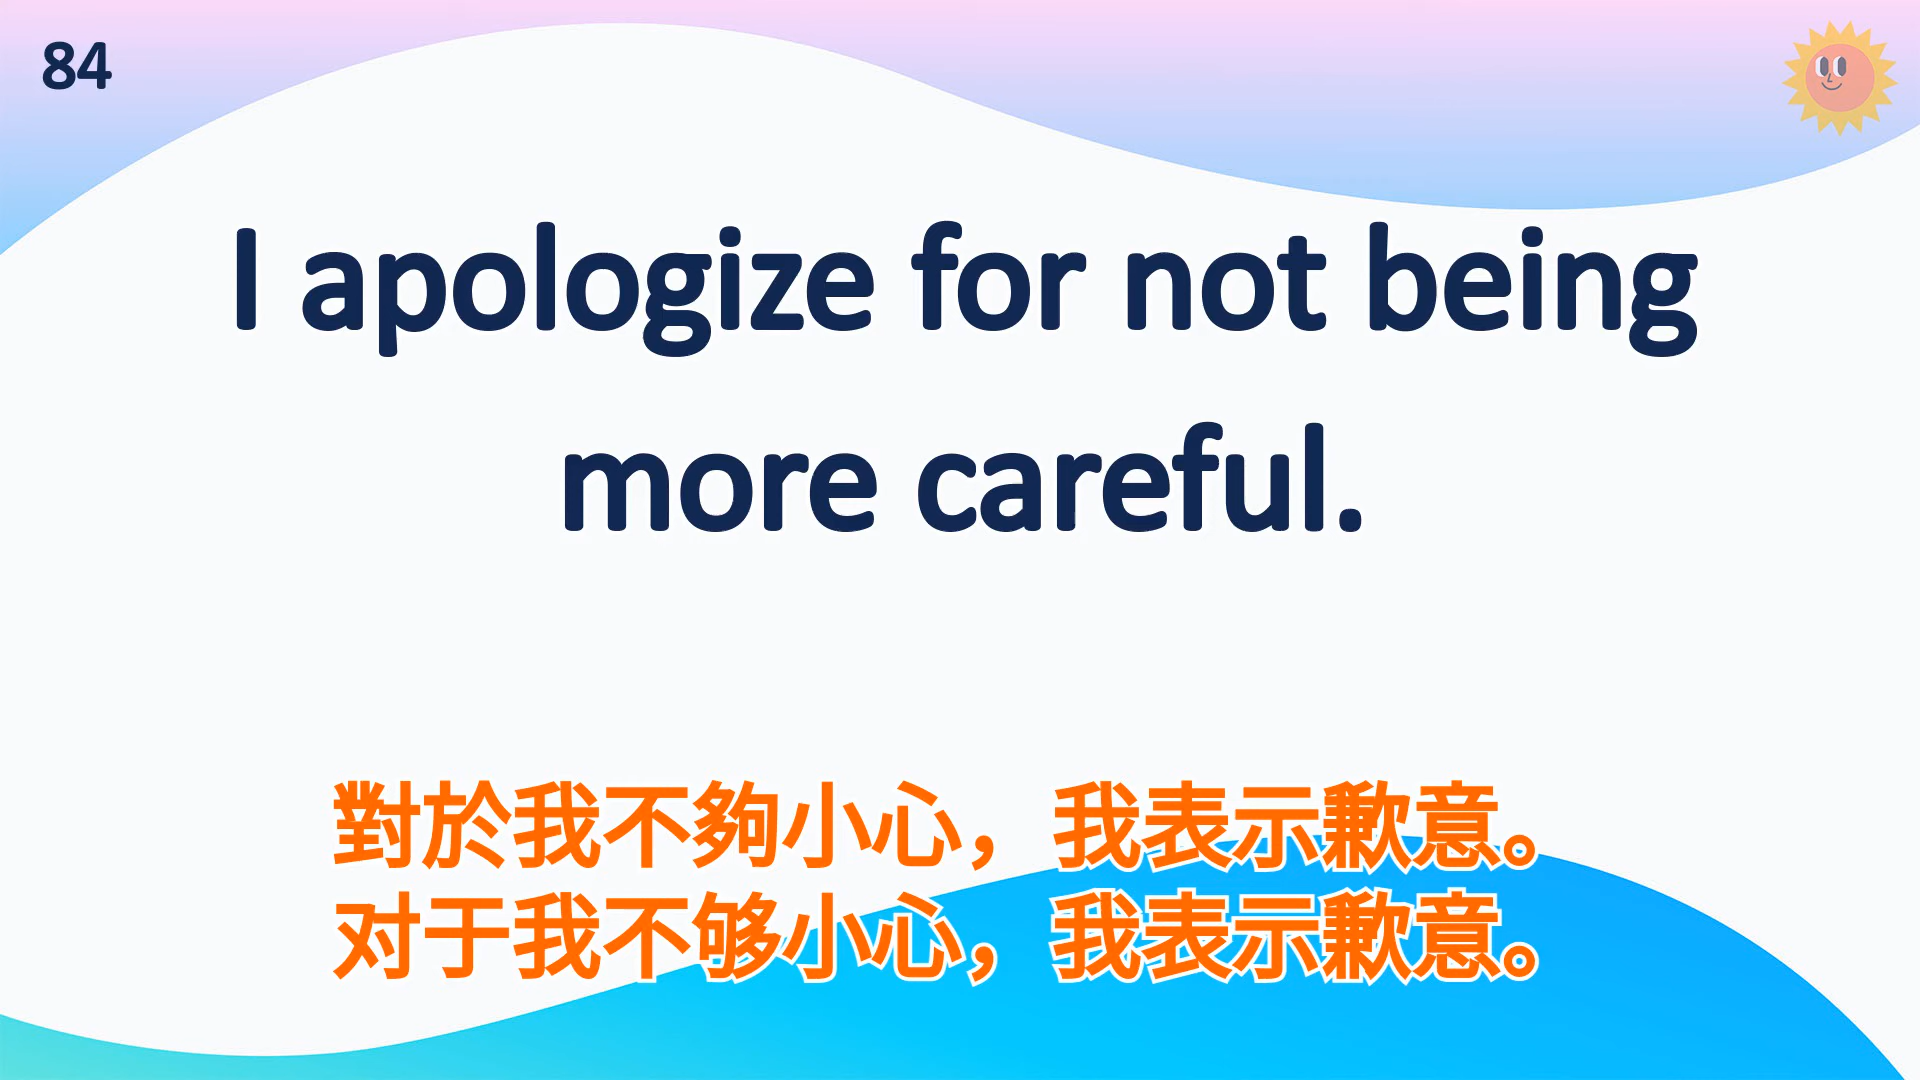 84
I apologize for not being
more careful.
對於我不夠小心，我表示歉意。
对于我不够小心，我表示歉意。